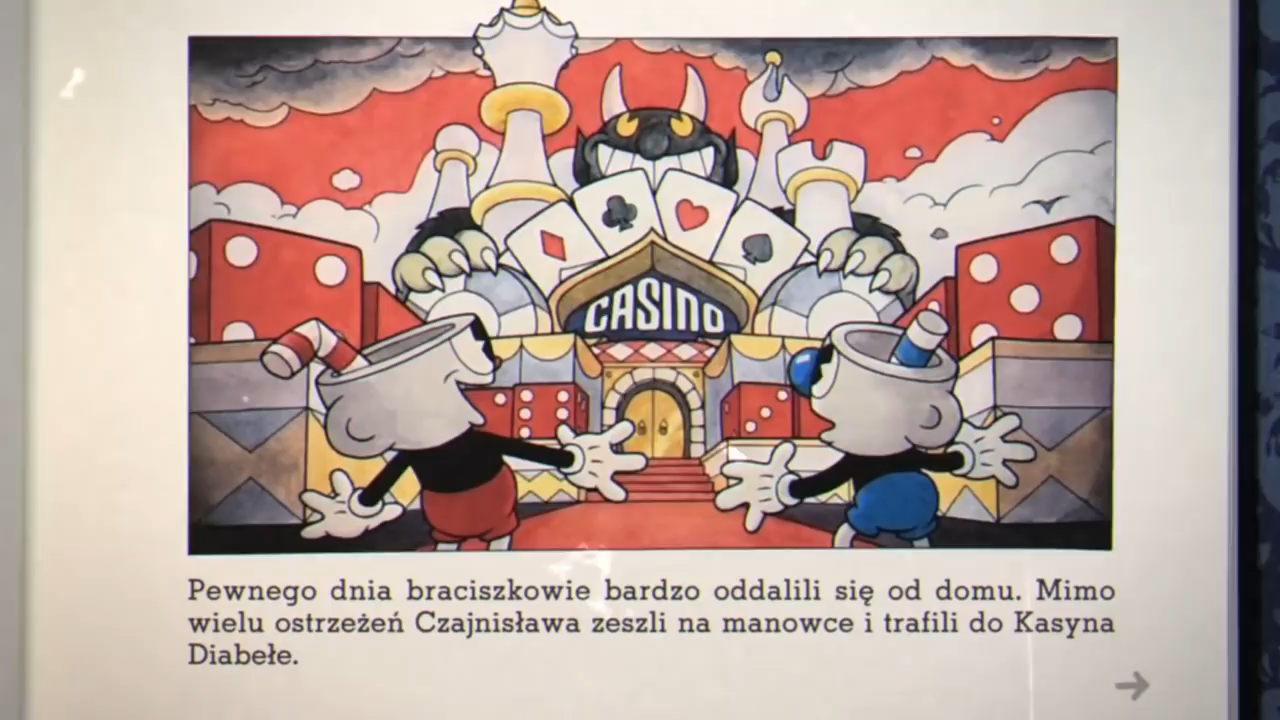 CASINO
Pewnego dnia braciszkowie bardzo oddalili się od domu. Mimo
wielu ostrzeżeń Czajnisława zeszli na manowce i trafili do Kasyna
Diabełe.